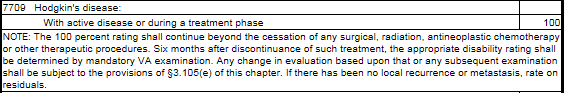 7709 Hodgkin's disease:
With active disease or during a treatment phase 100
NOTE: The 100 percent rating shall continue beyond the cessation of any surgical, radiation, antineoplastic chemotherapy
or other therapeutic procedures. Six months after discontinuance of such treatment, the appropriate disability rating shall
be determined by mandatory VA examination. Any change in evaluation based upon that or any subsequent examination
shall be subject to the provisions of §3.105(e) of this chapter. If there has been no local recurrence or metastasis, rate on
residuals.